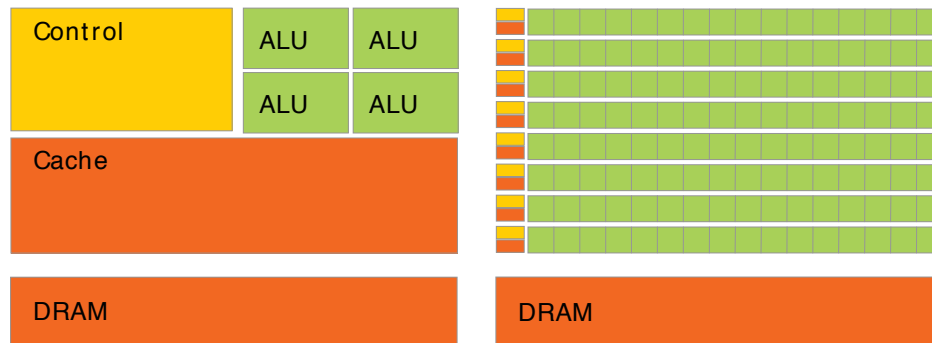 Control
ALU ALU
ALU ALU
Cache
DRAM
DRAM